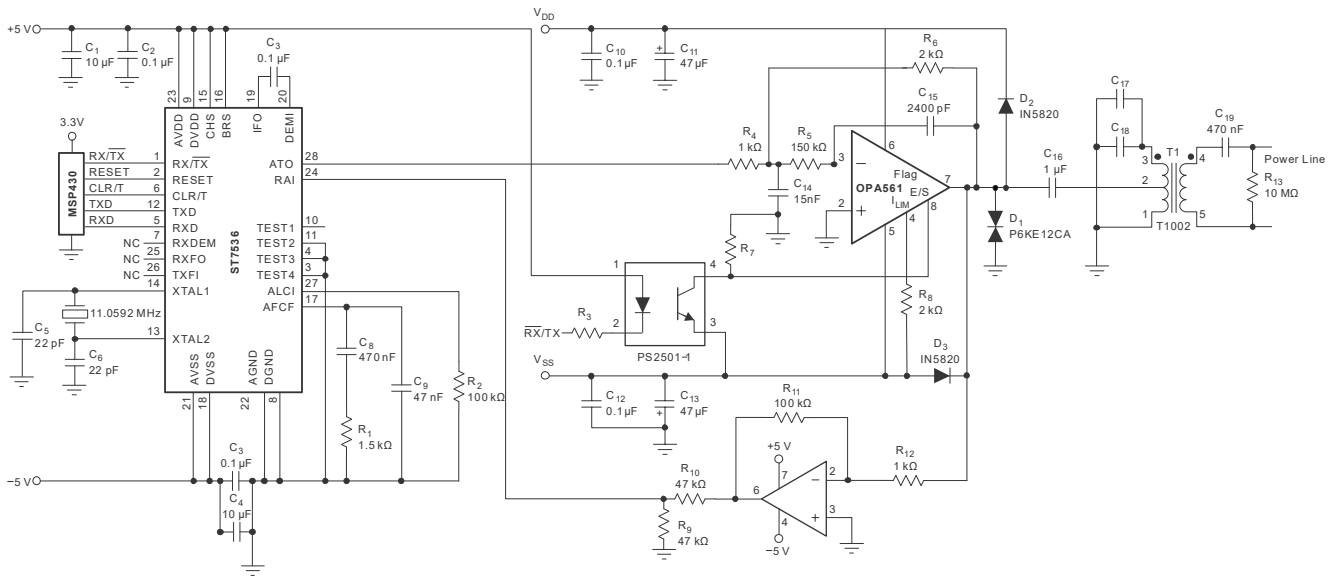 +5 V
C1
10 µF
C2
0.1 µF
C3
0.1 µF
23
9
15
16
19
20
AVDD
DVDD
CHS
BRS
IFO
DEMI
3.3V
MSP430
RX/TX
RESET
CLR/T
TXD
RXD
NC
NC
NC
1
2
6
12
5
7
25
26
14
13
RX/TX
RESET
CLR/T
TXD
RXD
RXDEM
RXFO
TXFI
XTAL1
XTAL2
ST7536
ATO
RAI
TEST1
TEST2
TEST3
TEST4
ALCI
AFCF
28
24
10
11
4
3
27
17
11.0592 MHz
C5
22 pF
C6
22 pF
AVSS
DVSS
AGND
DGND
21
18
22
8
C8
470 nF
C9
47 nF
R2
100 kΩ
R1
1.5 kΩ
−5 V
C3
0.1 µF
C4
10 µF
VDD
C10
0.1 µF
C11
+
47 µF
R6
2 kΩ
C15
2400 pF
D2
IN5820
R4
1 kΩ
R5
150 kΩ
C14
15nF
3
−
6
Flag
OPA561
7
2
+
ILIM
E/S
5
4
8
R7
R8
2 kΩ
D1
P6KE12CA
C16
1 µF
C17
C18
C19
470 nF
T1
3
4
2
1
5
T1002
Power Line
R13
10 MΩ
1
4
2
3
RX/TX
R3
PS2501-1
VSS
D3
IN5820
C12
0.1 µF
C13
+
47 µF
R11
100 kΩ
R12
1 kΩ
+5 V
7
2
−
6
+
3
4
−5 V
R10
47 kΩ
R9
47 kΩ